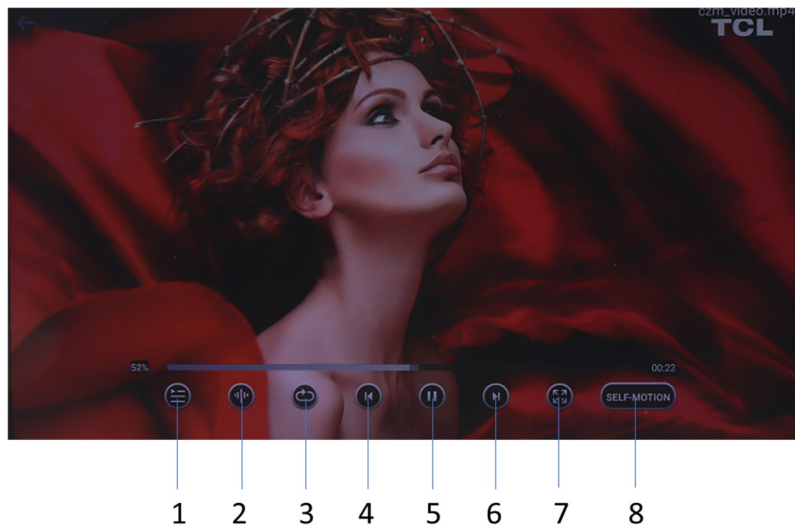 czm_video.mp4
TCL
52%
00:22
SELF-MOTION
1 2 3 4 5 6 7 8